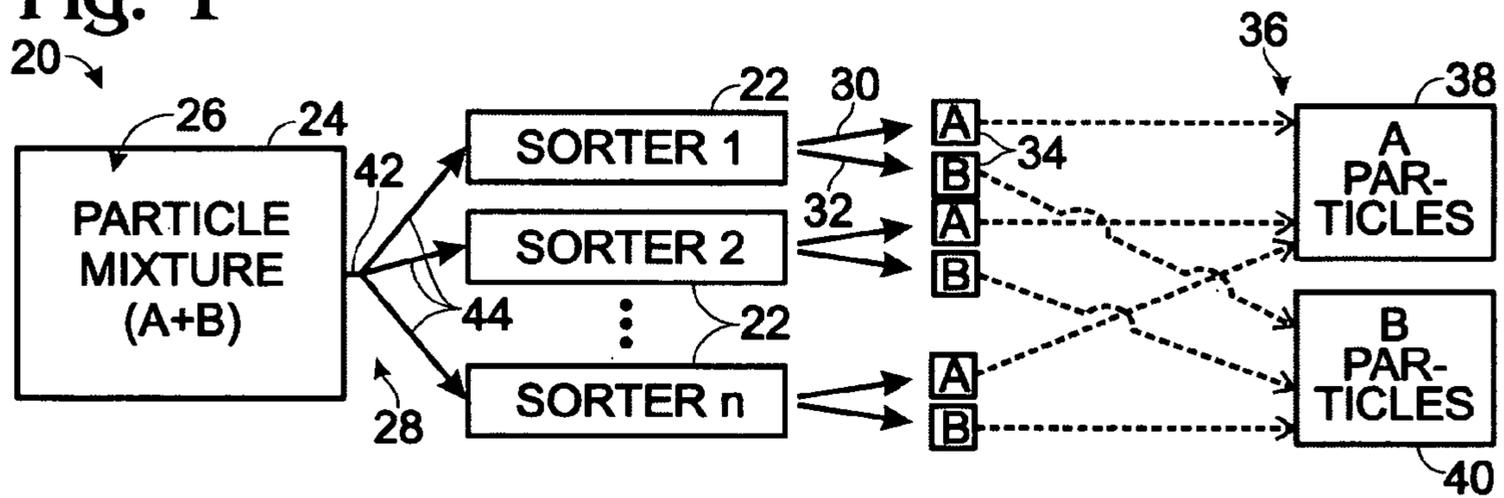 Fig. 1
20
26
24
PARTICLE
MIXTURE
(A+B)
42
44
28
22
SORTER 1
SORTER 2
22
SORTER n
30
32
A
B
34
A
B
A
B
36
38
A
PAR-
TICLES
B
PAR-
TICLES
40